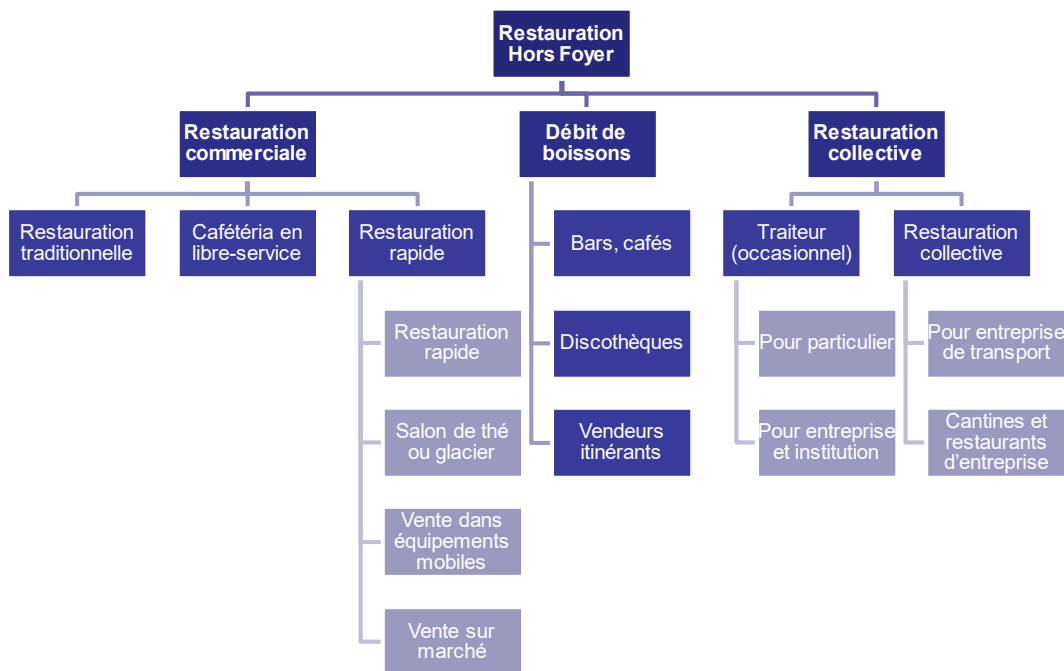 Restauration
Hors Foyer
Restauration
commerciale
Débit de
boissons
Restauration
collective
Restauration
traditionnelle
Cafétéria en
libre-service
Restauration
rapide
Bars, cafés
Traiteur
(occasionnel)
Restauration
collective
Restauration
rapide
Discothèques
Pour particulier
Pour entreprise
de transport
Salon de thé
ou glacier
Vendeurs
itinérants
Pour entreprise
et institution
Cantines et
restaurants
d'entreprise
Vente dans
équipements
mobiles
Vente sur
marché